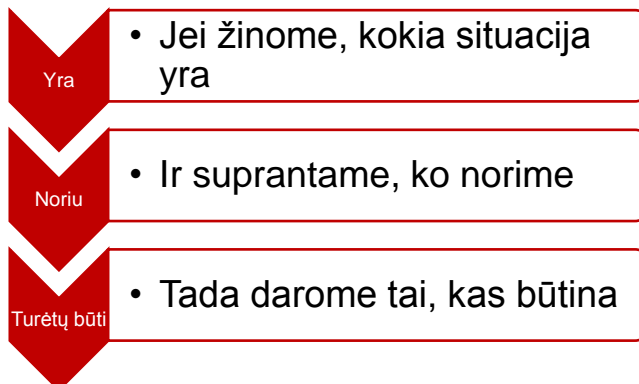 Yra
• Jei žinome, kokia situacija
yra
Noriu
• Ir suprantame, ko norime
Turėtų būti
• Tada darome tai, kas būtina